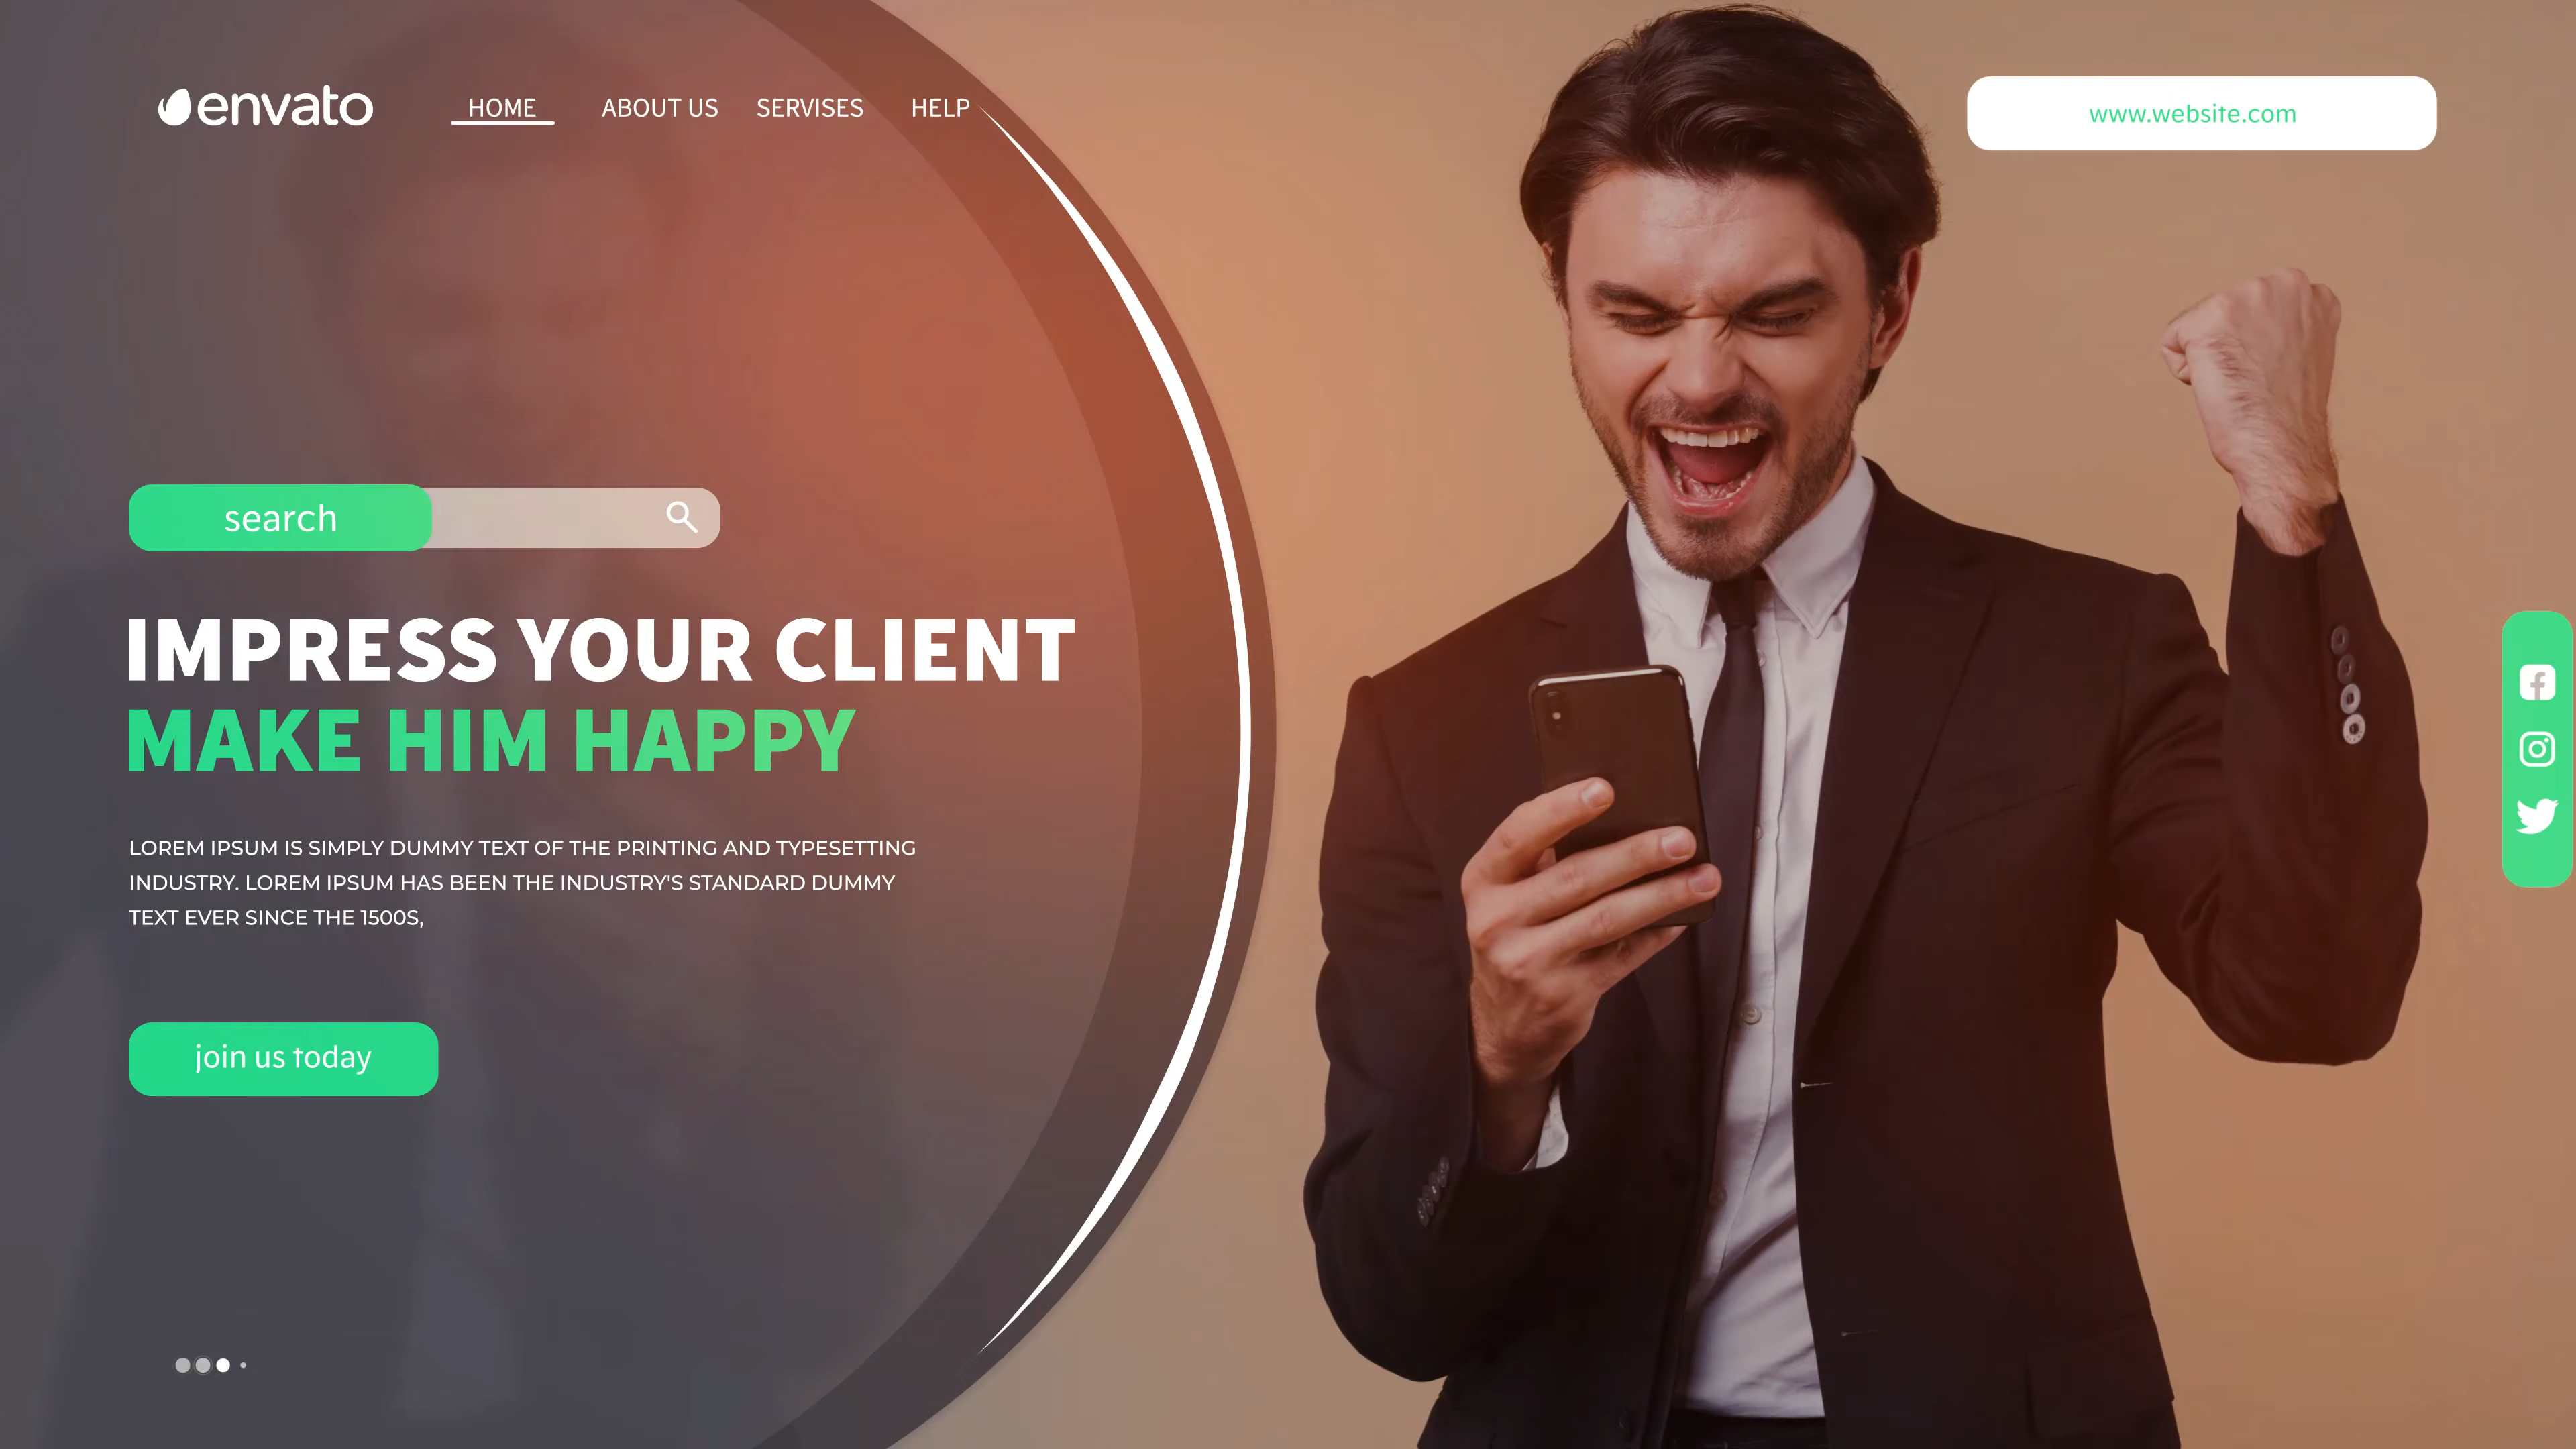 envato
HOME ABOUT US SERVISES HELP
www.website.com
search
IMPRESS YOUR CLIENT
MAKE HIM HAPPY
LOREM IPSUM IS SIMPLY DUMMY TEXT OF THE PRINTING AND TYPESETTING
INDUSTRY. LOREM IPSUM HAS BEEN THE INDUSTRY'S STANDARD DUMMY
TEXT EVER SINCE THE 1500S,
join us today